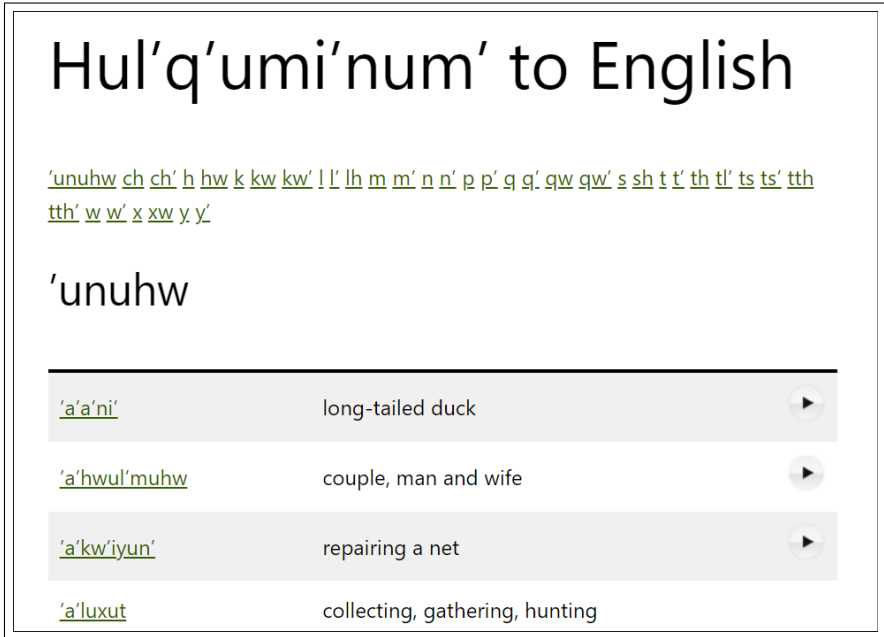 Hul’q’umi’num’ to English
’unuhw ch ch’ h hw k kw kw’ l l’ lh m m’ n n’ p p’ q q’ qw qw’ s sh t t’ th tl’ ts ts’ tth
tth’ w w’ x xw y y’
’unuhw
’a’a’ni’ long-tailed duck
’a’hwul’muhw couple, man and wife
’a’kw’iyun’ repairing a net
’a’luxut collecting, gathering, hunting